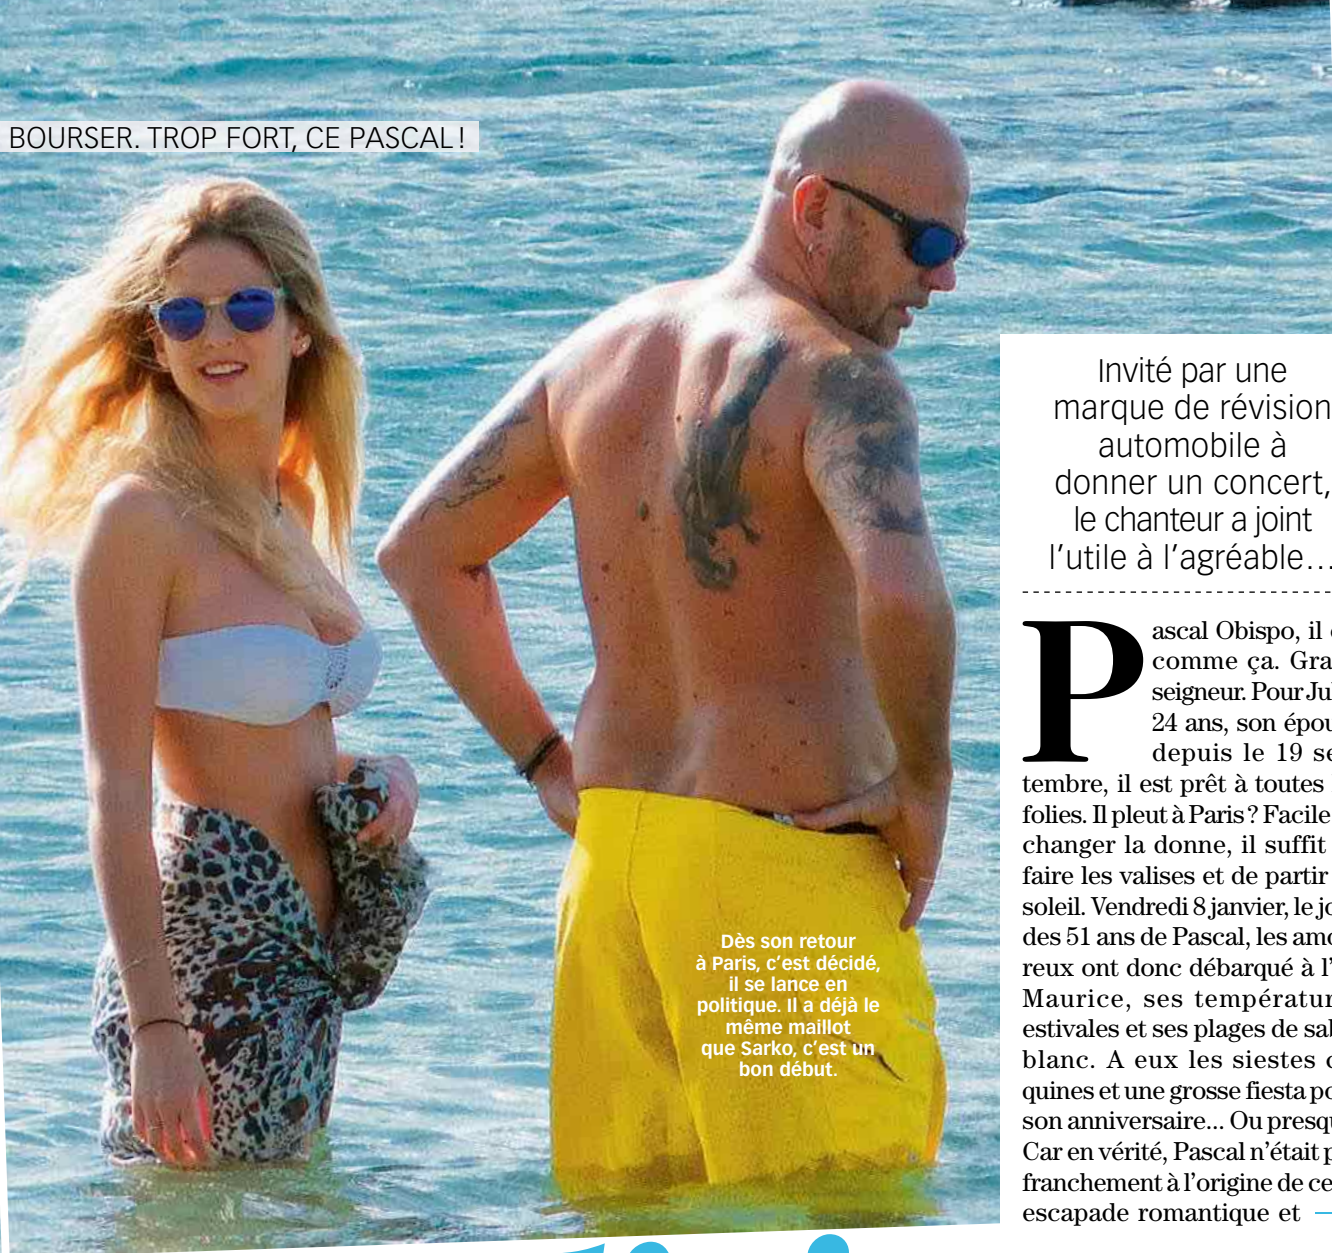 BOURSER. TROP FORT, CE PASCAL !
Invité par une
marque de révision
automobile à
donner un concert,
le chanteur a joint
l'utile à l'agréable...
Pascal Obispo, il
comme ça.
seigneur. Pour
24 ans, son
depuis le 19
tembre, il est prêt à toutes
folies. Il pleut à Paris ? Facile
changer la donne, il suffit
faire les valises et de partir
soleil. Vendredi 8 janvier, le
des 51 ans de Pascal, les
reux ont donc débarqué à
Maurice, ses
estivales et ses plages de
blanc. A eux les siestes
quines et une grosse fiesta
son anniversaire... Ou
Car en vérité, Pascal n'était
franchement à l'origine de
escapade romantique et
Dès son retour
à Paris, c'est décidé,
il se lance en
politique. Il a déjà le
même maillot
que Sarko, c'est un
bon début.